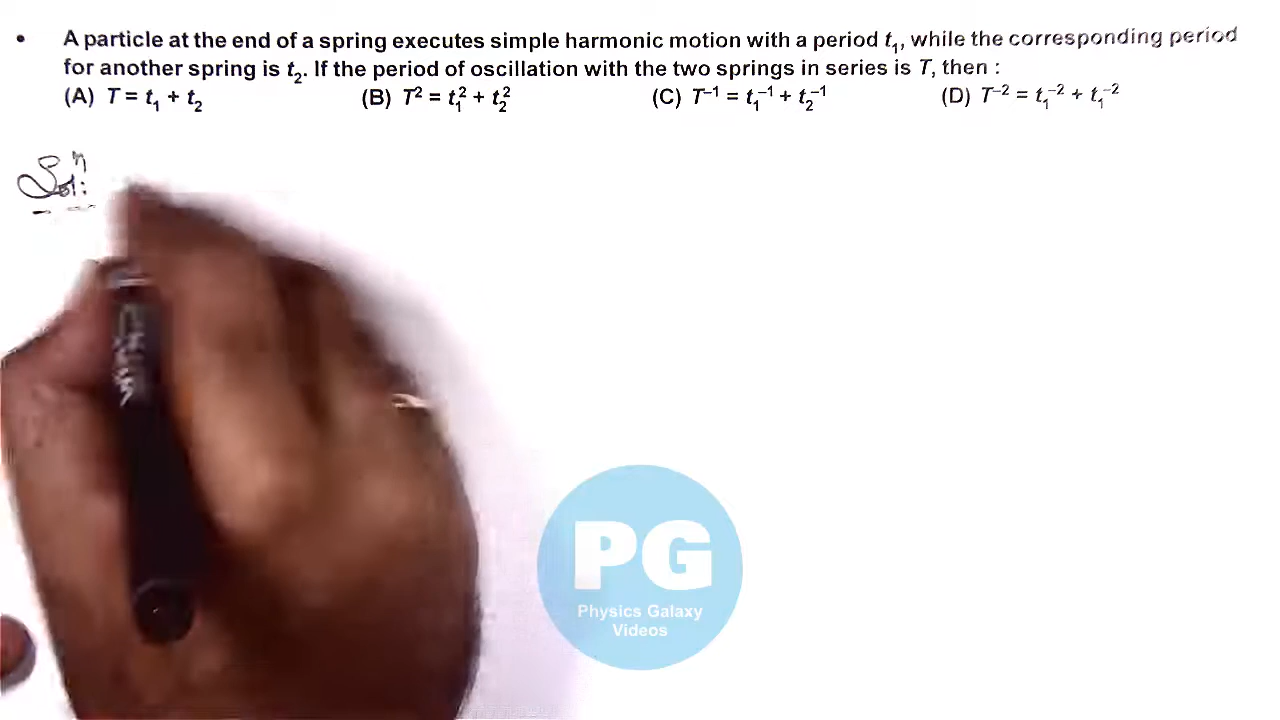 • A particle at the end of a spring executes simple harmonic motion with a period t₁, while the corresponding period
for another spring is t₂. If the period of oscillation with the two springs in series is T, then :
(A) T = t₁ + t₂ (B) T² = t₁² + t₂² (C) T⁻¹ = t₁⁻¹ + t₂⁻¹ (D) T⁻² = t₁⁻² + t₁⁻²
Solⁿ:
PG
Physics Galaxy
Videos